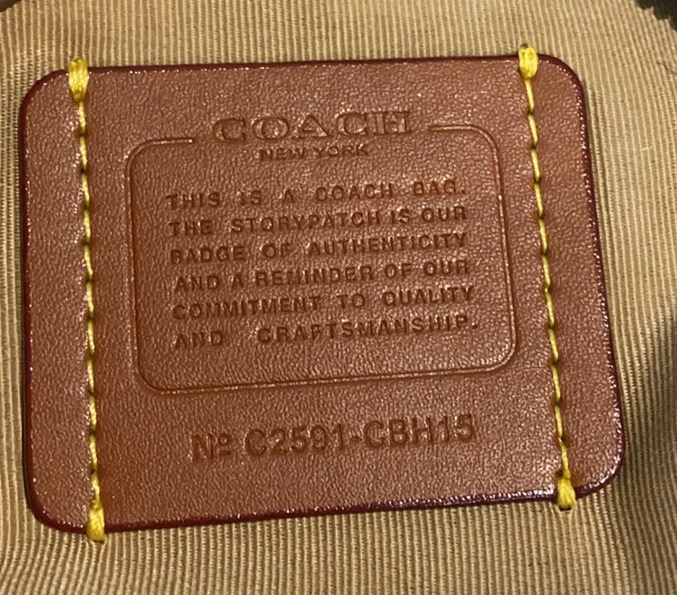 COACH
NEW YORK
THIS IS A COACH BAG.
THE STORYPATCH IS OUR
BADGE OF AUTHENTICITY
AND A REMINDER OF OUR
COMMITMENT TO QUALITY
AND CRAFTSMANSHIP.
Nº C2591-CBH15